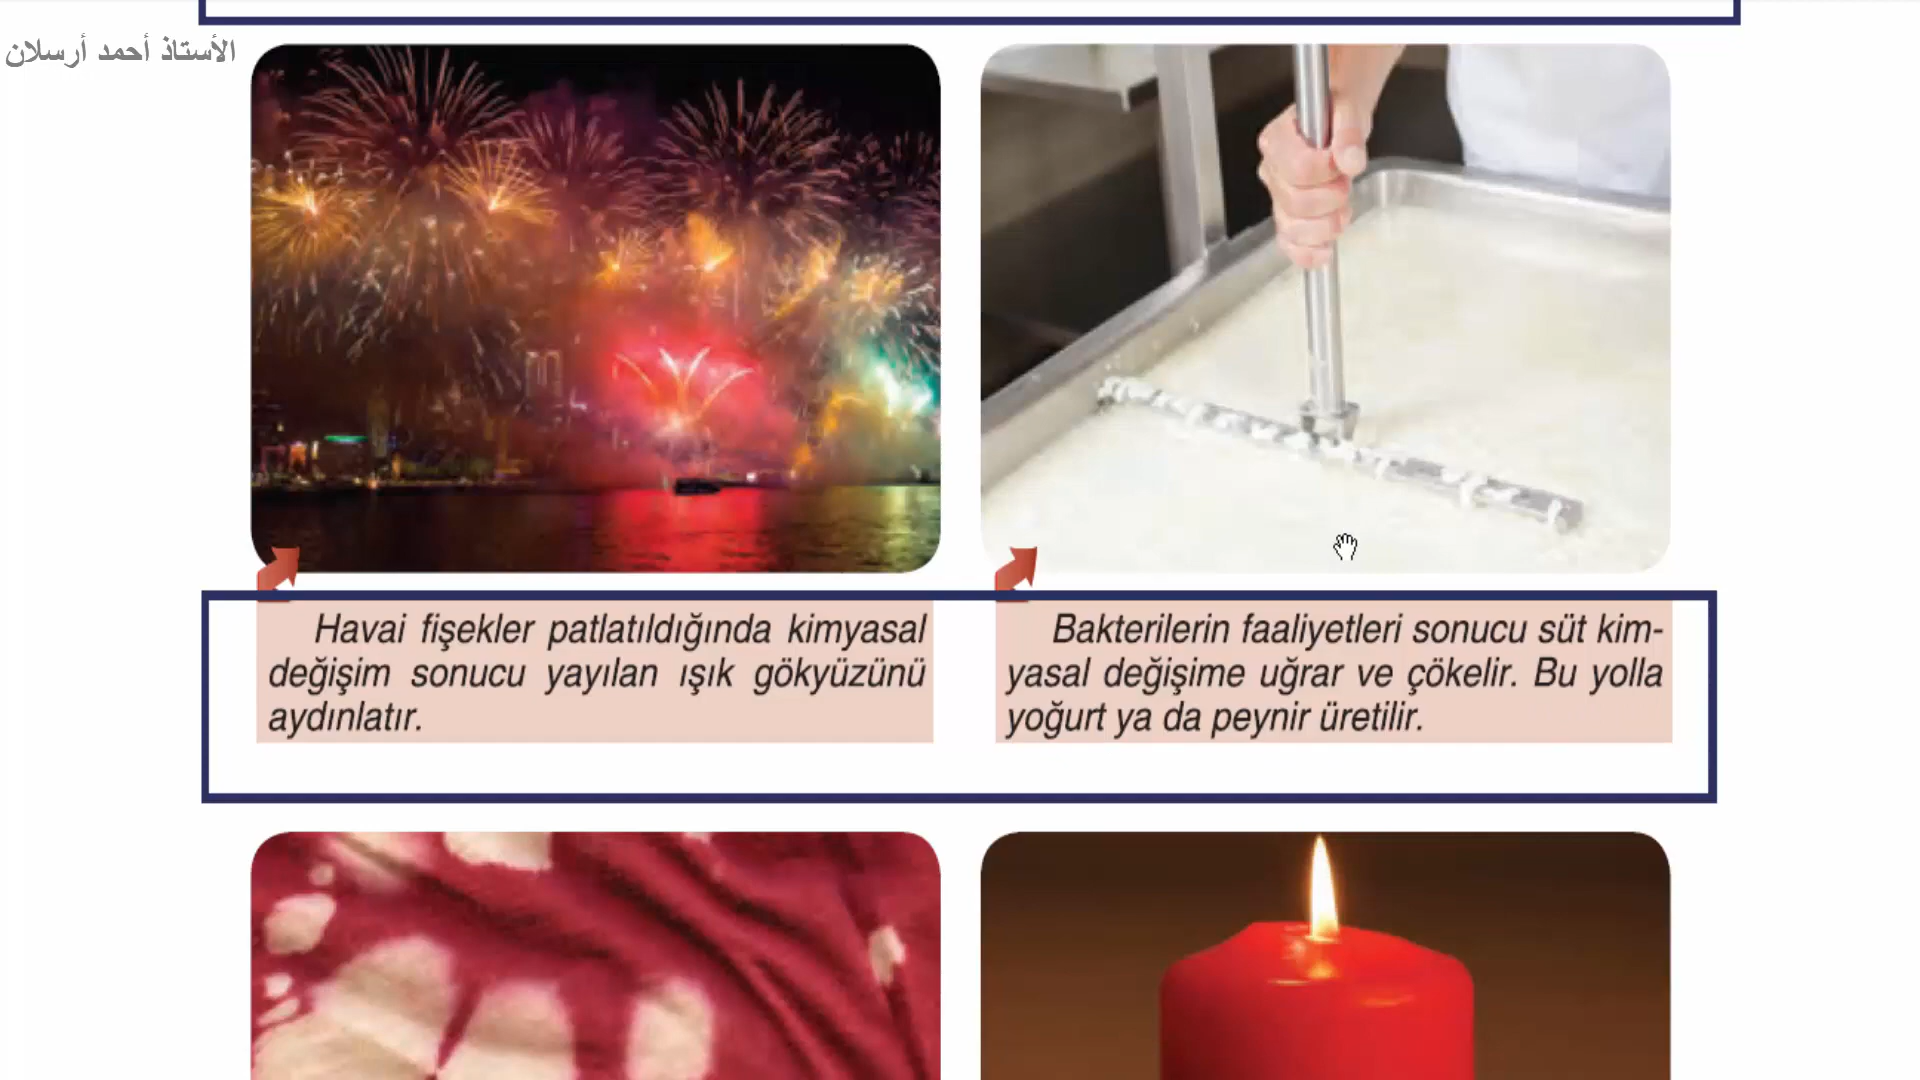 الأستاذ أحمد أرسلان
Havai fişekler patlatıldığında kimyasal
değişim sonucu yayılan ışık gökyüzünü
aydınlatır.
Bakterilerin faaliyetleri sonucu süt kim-
yasal değişime uğrar ve çökelir. Bu yolla
yoğurt ya da peynir üretilir.